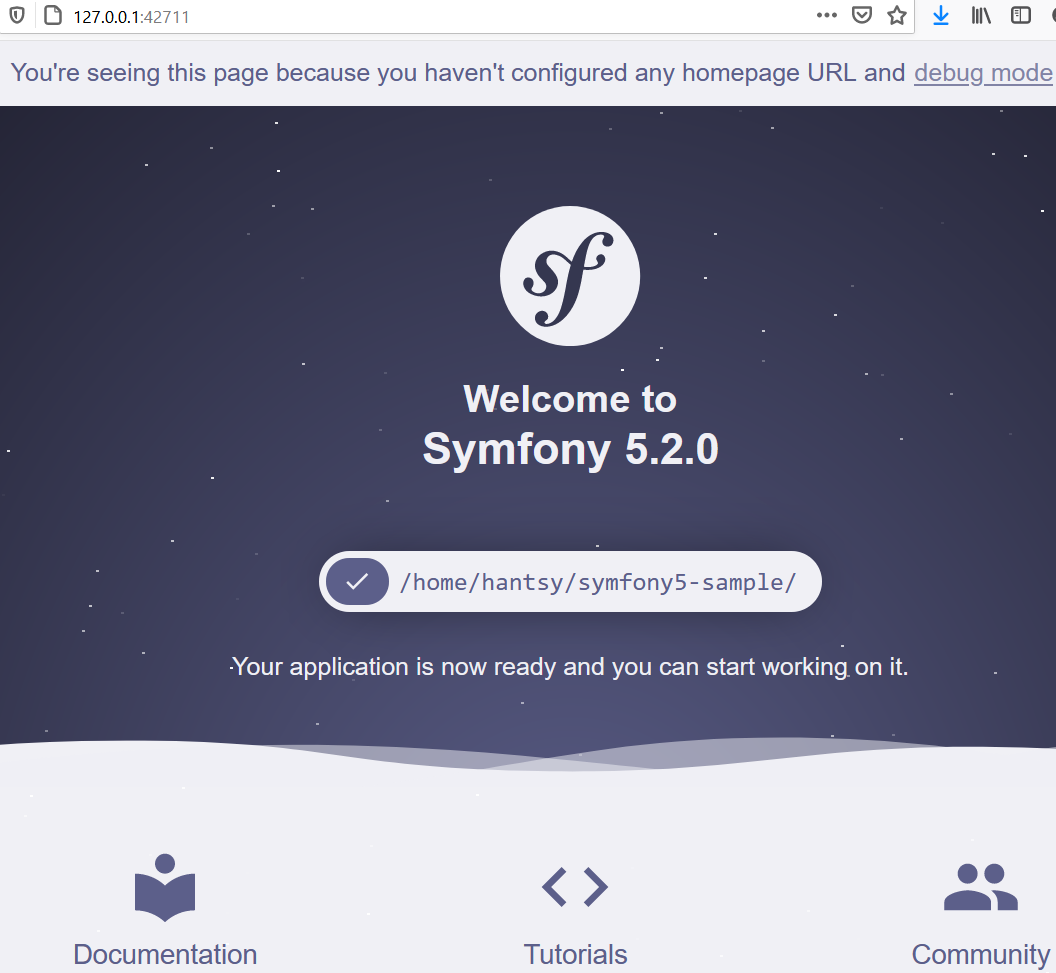 127.0.0.1:42711
You're seeing this page because you haven't configured any homepage URL and debug mode
sf
Welcome to
Symfony 5.2.0
/home/hantsy/symfony5-sample/
Your application is now ready and you can start working on it.
Documentation
Tutorials
Community